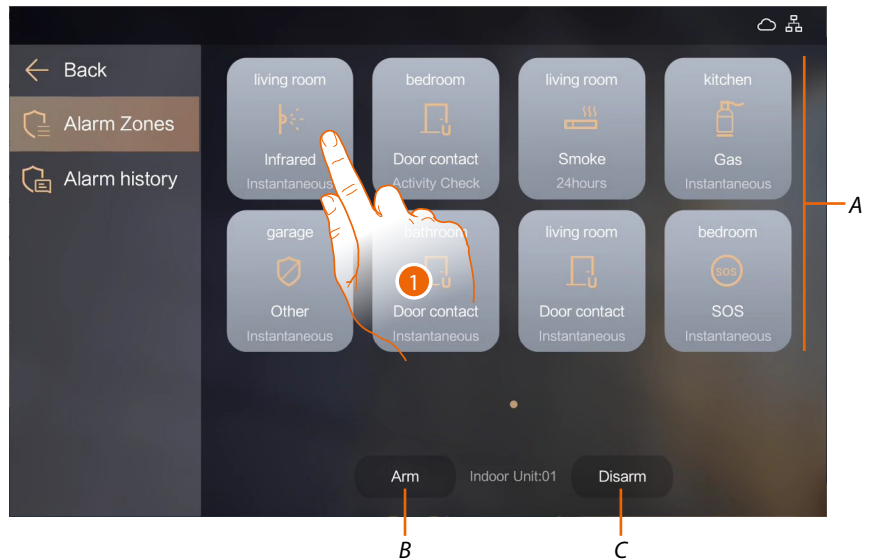 Back
Alarm Zones
Alarm history
living room
Infrared
Instantaneous
bedroom
Door contact
Activity Check
living room
Smoke
24hours
kitchen
Gas
Instantaneous
A
garage
Other
Instantaneous
bathroom
Door contact
Instantaneous
1
living room
Door contact
Instantaneous
bedroom
SOS
SOS
Instantaneous
Arm
Indoor Unit:01
Disarm
B
C